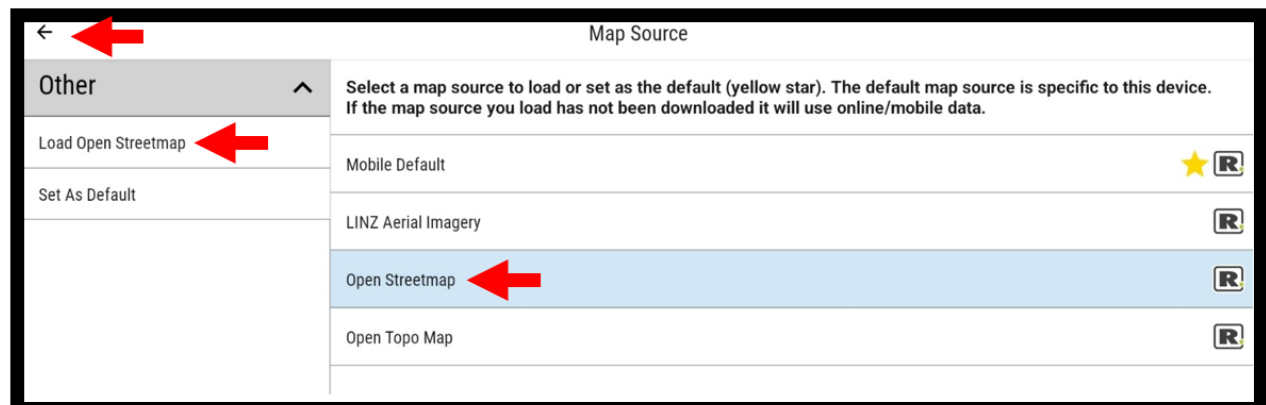 Map Source
Other
Load Open Streetmap
Set As Default
Select a map source to load or set as the default (yellow star). The default map source is specific to this device.
If the map source you load has not been downloaded it will use online/mobile data.
Mobile Default
R
LINZ Aerial Imagery
R
Open Streetmap
R
Open Topo Map
R